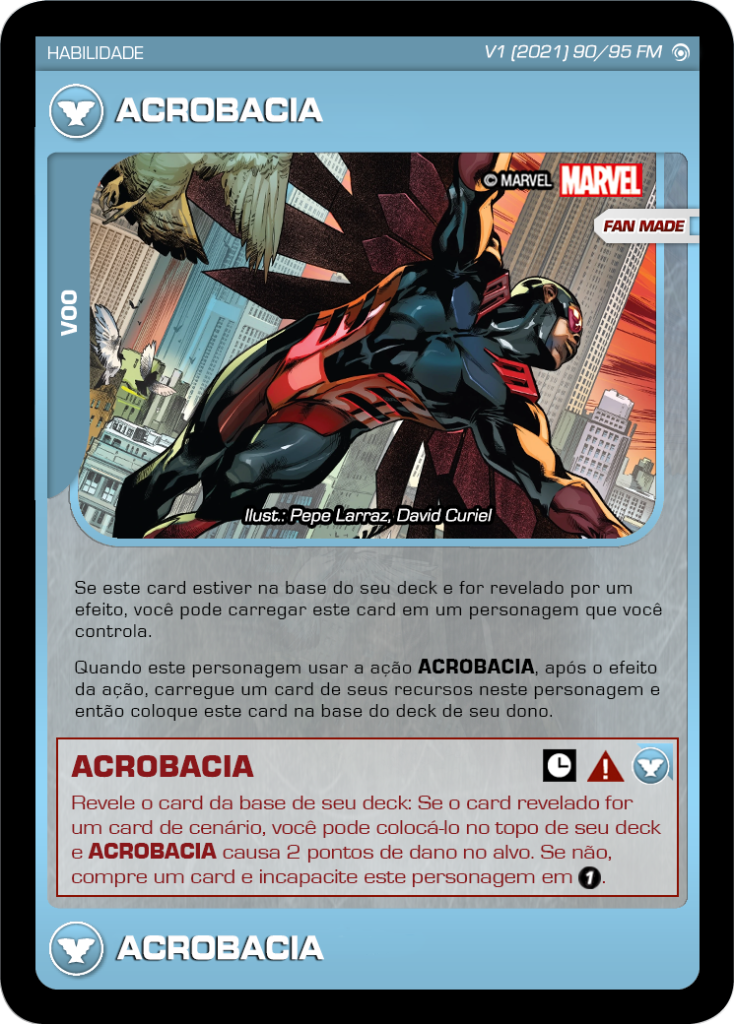 HABILIDADE
V1 (2021) 90/95 FM
ACROBACIA
© MARVEL MARVEL
FAN MADE
VOO
Ilust.: Pepe Larraz, David Curiel
Se este card estiver na base do seu deck e for revelado por um
efeito, você pode carregar este card em um personagem que você
controla.
Quando este personagem usar a ação ACROBACIA, após o efeito
da ação, carregue um card de seus recursos neste personagem e
então coloque este card na base do deck de seu dono.
ACROBACIA
Revele o card da base de seu deck: Se o card revelado for
um card de cenário, você pode colocá-lo no topo de seu deck
e ACROBACIA causa 2 pontos de dano no alvo. Se não,
compre um card e incapacite este personagem em 1.
ACROBACIA